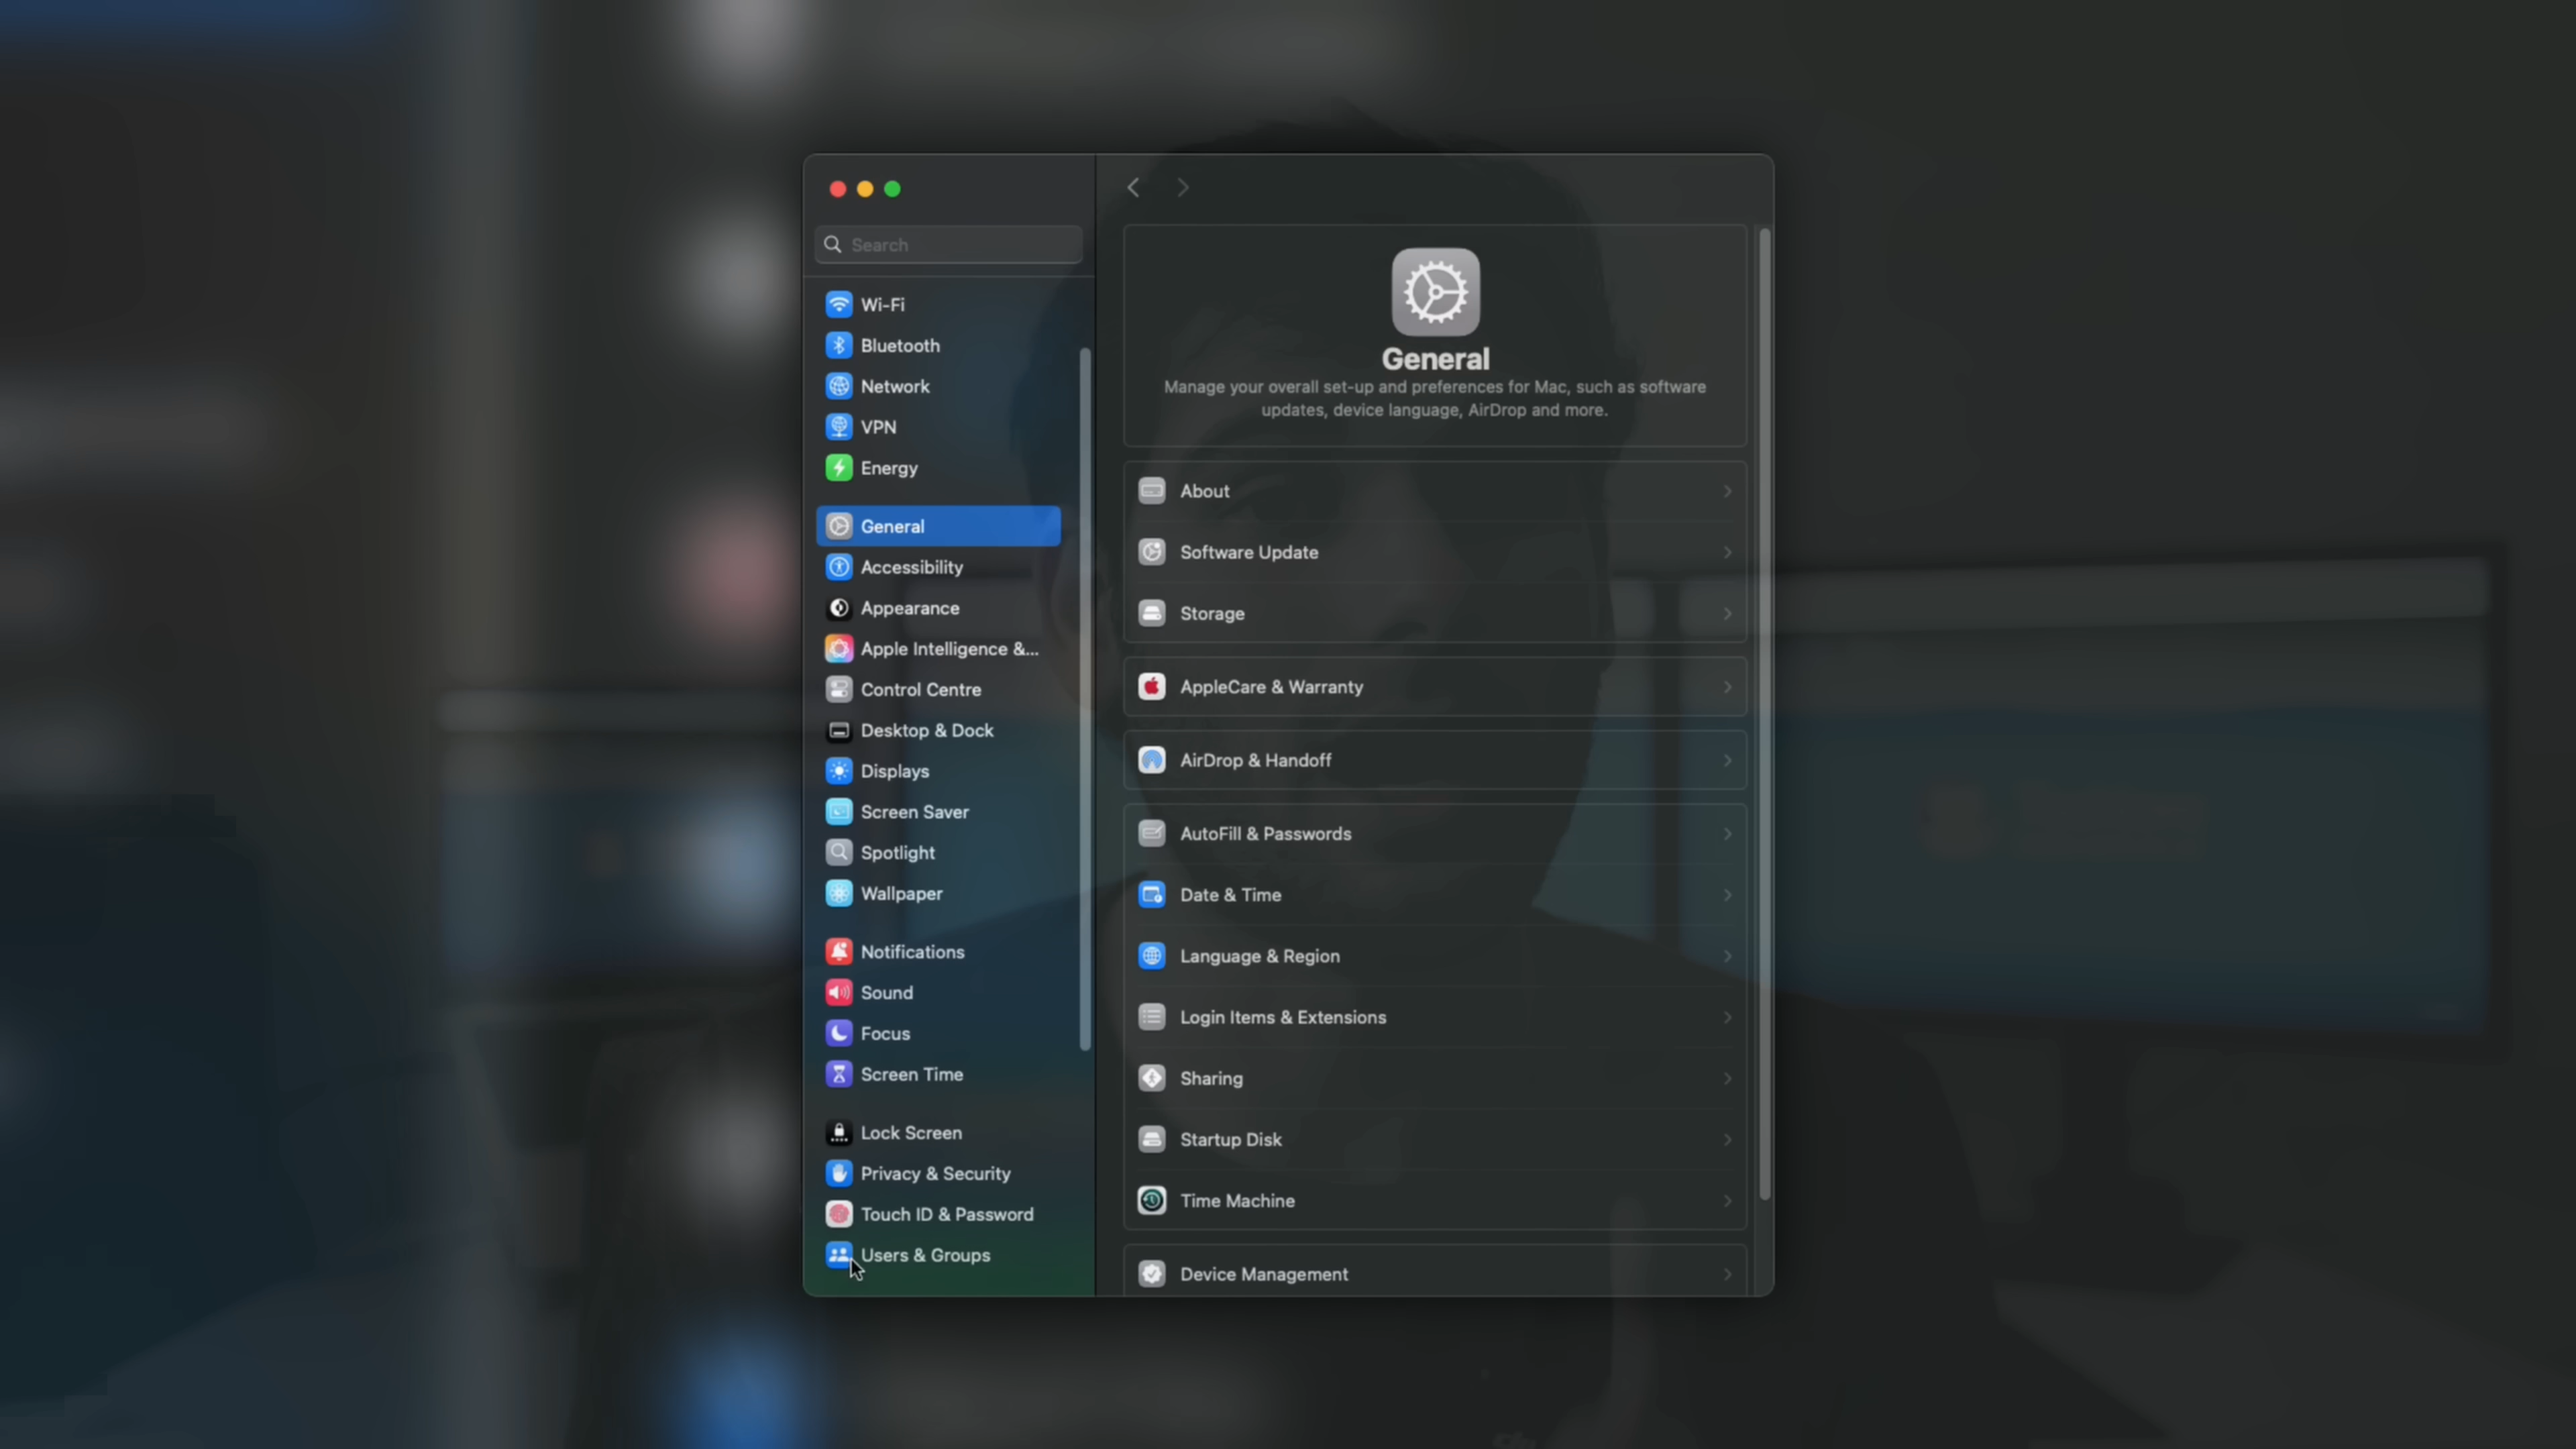 Search
Wi-Fi
Bluetooth
Network
VPN
Energy
General
Accessibility
Appearance
Apple Intelligence &...
Control Centre
Desktop & Dock
Displays
Screen Saver
Spotlight
Wallpaper
Notifications
Sound
Focus
Screen Time
Lock Screen
Privacy & Security
Touch ID & Password
Users & Groups
General
Manage your overall set-up and preferences for Mac, such as software
updates, device language, AirDrop and more.
About
Software Update
Storage
AppleCare & Warranty
AirDrop & Handoff
AutoFill & Passwords
Date & Time
Language & Region
Login Items & Extensions
Sharing
Startup Disk
Time Machine
Device Management